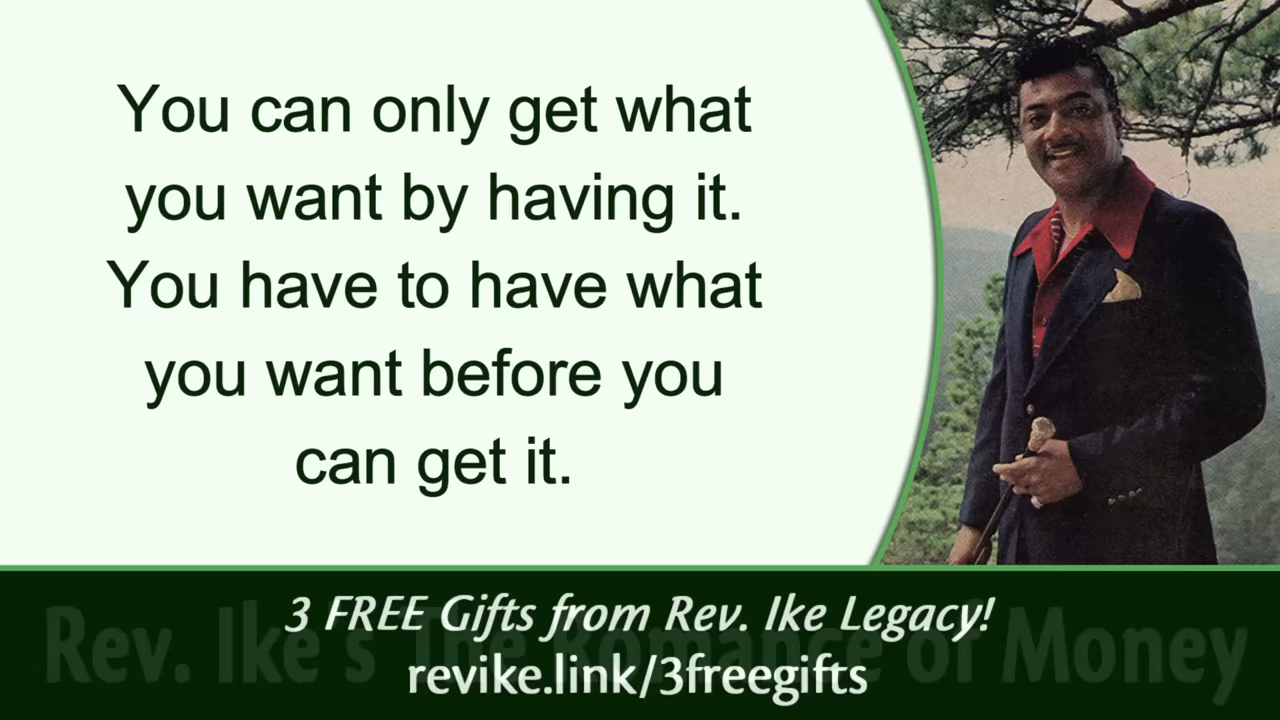 You can only get what
you want by having it.
You have to have what
you want before you
can get it.
3 FREE Gifts from Rev. Ike Legacy!
revike.link/3freegifts
Rev. Ike's The Romance of Money